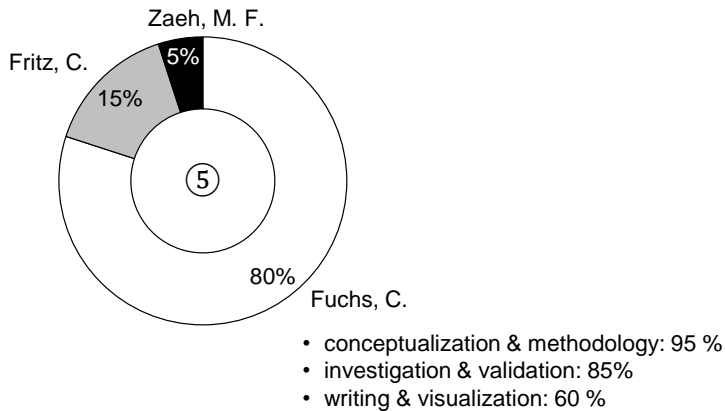 Zaeh, M. F.
Fritz, C.
5%
15%
⑤
80%
Fuchs, C.
• conceptualization & methodology: 95 %
• investigation & validation: 85%
• writing & visualization: 60 %